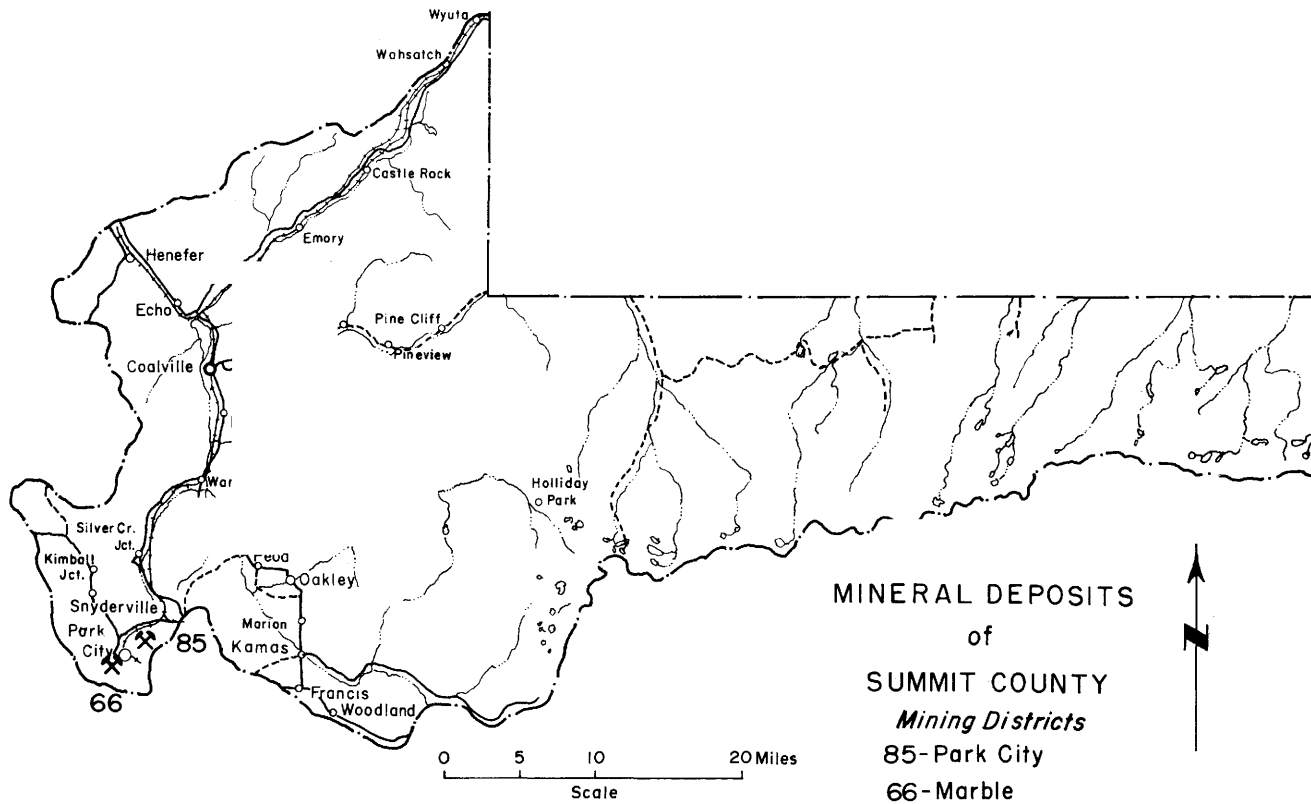 Wyuta
Wahsatch
Castle Rock
Emory
Henefer
Echo
Pine Cliff
Pineview
Coalville
Holliday
Park
Silver Cr.
Jct.
Kimball
Jct.
Oakley
Snyderville
Park
City
85
Marion
Kamas
66
Francis
Woodland
MINERAL DEPOSITS
of
SUMMIT COUNTY
Mining Districts
85-Park City
66-Marble
0 5 10 20 Miles
Scale
N